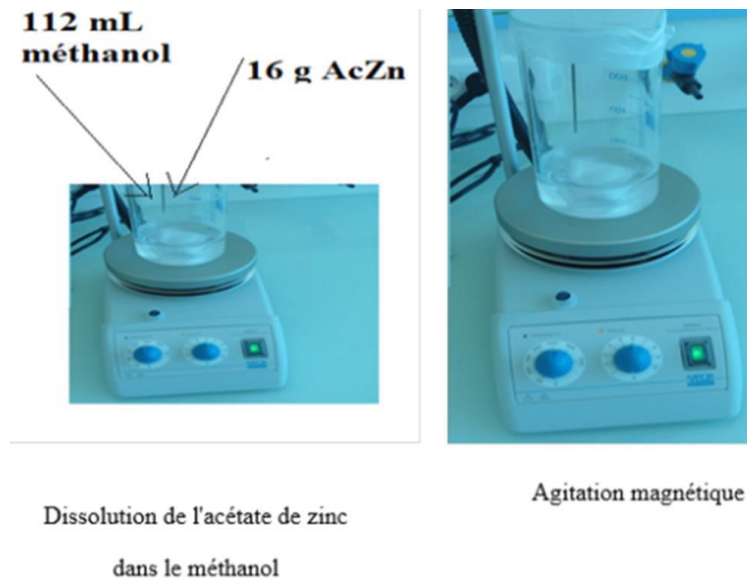 112 mL
méthanol
16 g AcZn
Dissolution de l'acétate de zinc
dans le méthanol
Agitation magnétique